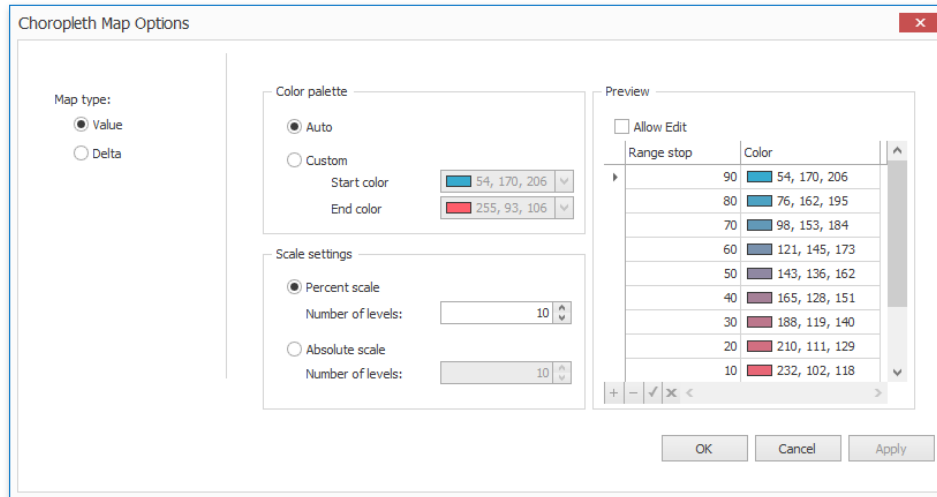 Choropleth Map Options
Map type:
Value
Delta
Color palette
Auto
Custom
Start color 54, 170, 206
End color 255, 93, 106
Scale settings
Percent scale
Number of levels: 10
Absolute scale
Number of levels: 10
Preview
Allow Edit
Range stop Color
90 54, 170, 206
80 76, 162, 195
70 98, 153, 184
60 121, 145, 173
50 143, 136, 162
40 165, 128, 151
30 188, 119, 140
20 210, 111, 129
10 232, 102, 118
OK Cancel Apply